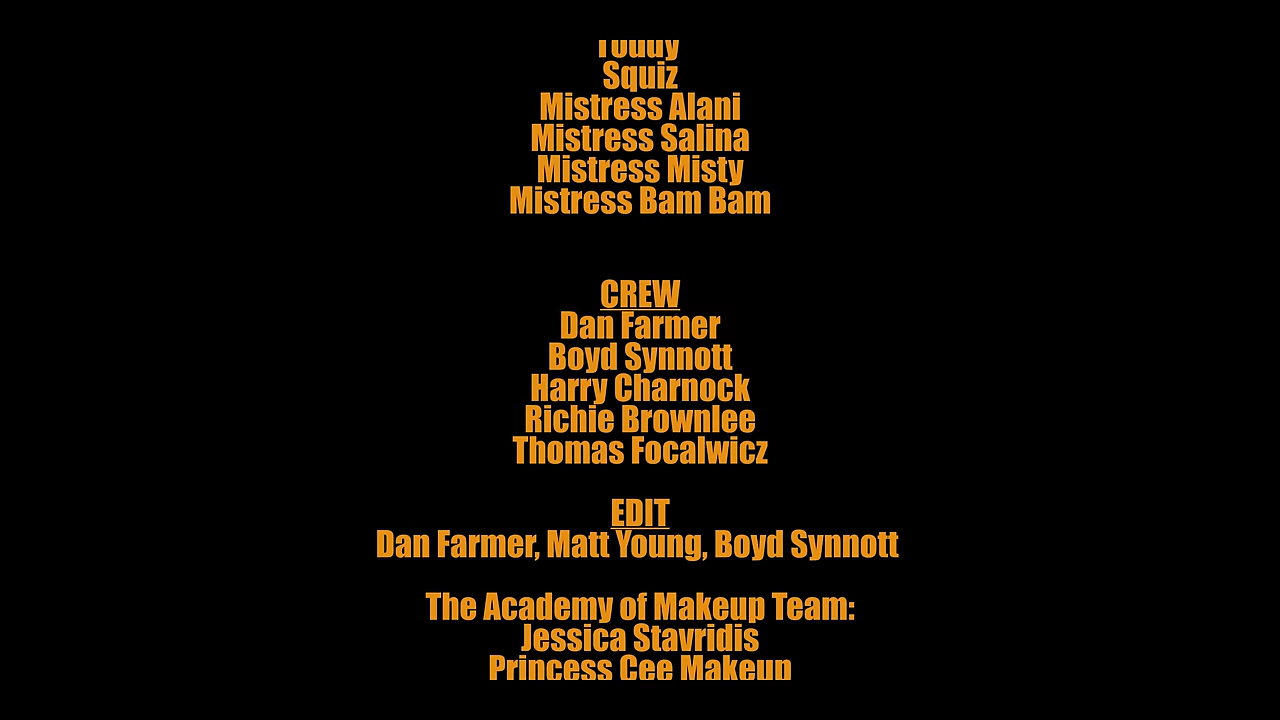 Squiz
Mistress Alani
Mistress Salina
Mistress Misty
Mistress Bam Bam
CREW
Dan Farmer
Boyd Synnott
Harry Charnock
Richie Brownlee
Thomas Focalwicz
EDIT
Dan Farmer, Matt Young, Boyd Synnott
The Academy of Makeup Team:
Jessica Stavridis
Princess Cee Makeup